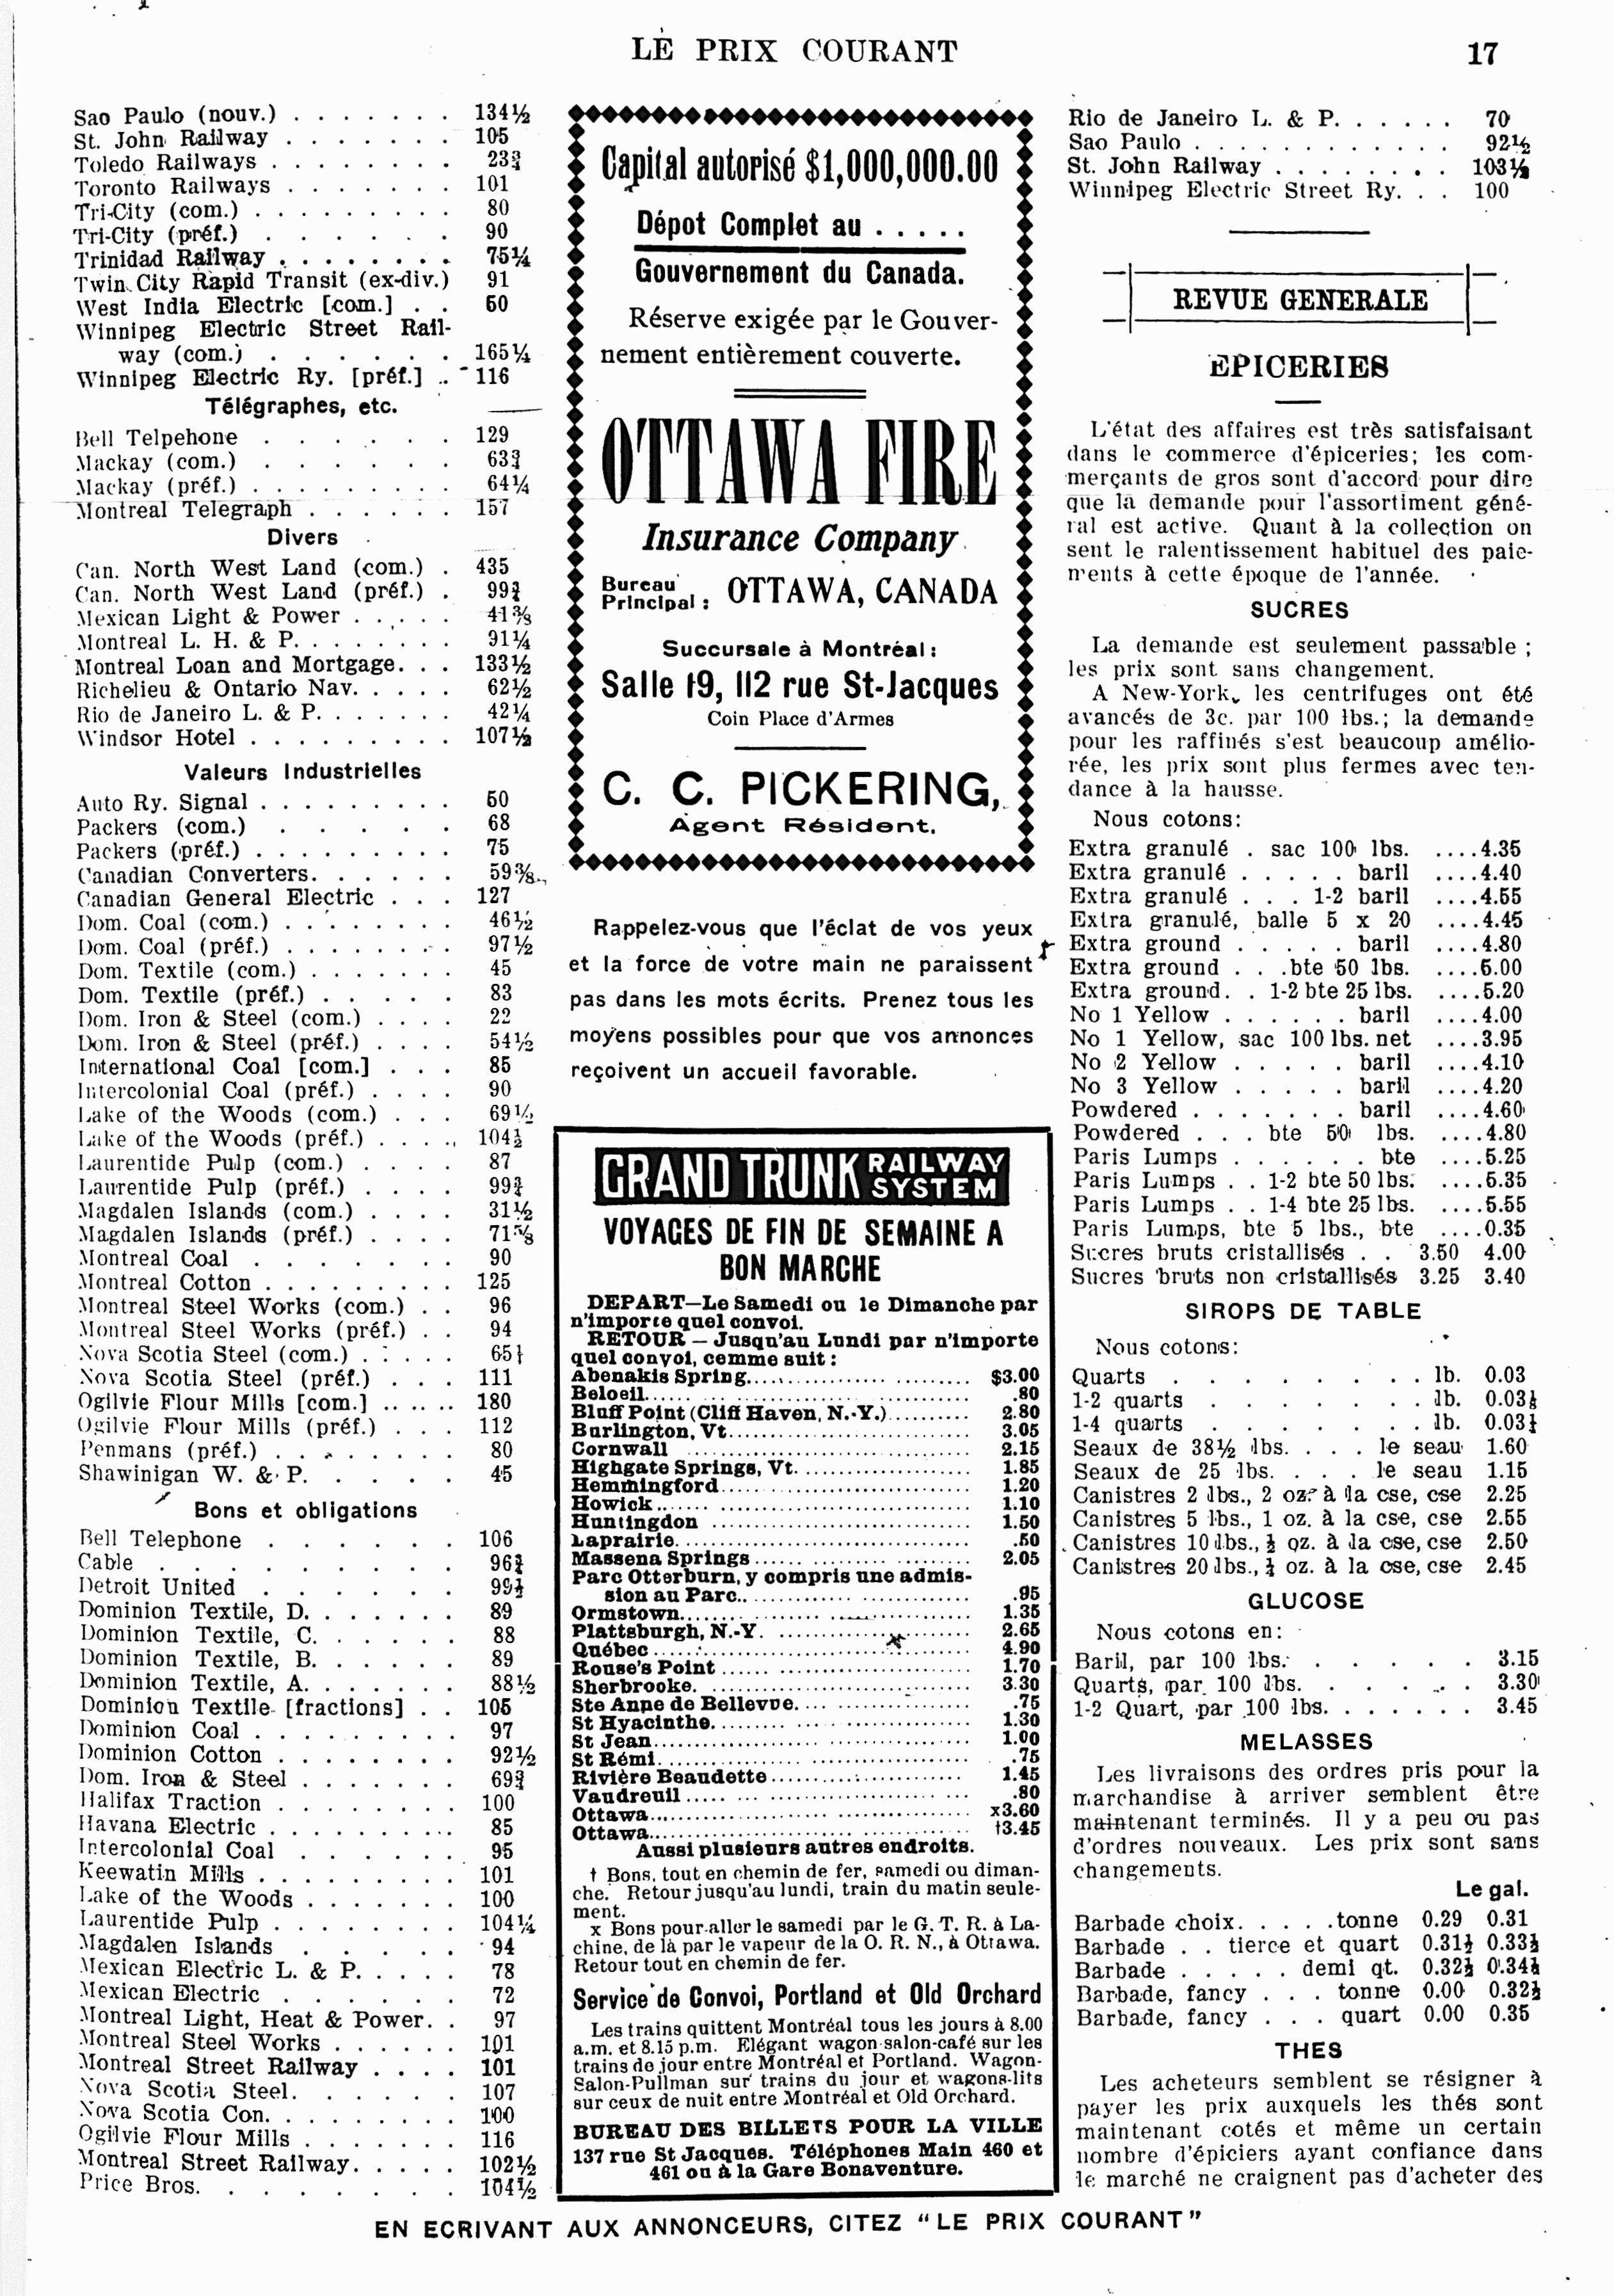 LE PRIX COURANT
17
Sao Paulo (nouv.) . . . . . . . 134½
St. John Railway . . . . . . . . 105
Toledo Railways . . . . . . . . 23¾
Toronto Railways . . . . . . . 101
Tri-City (com.) . . . . . . . . . 80
Tri-City (préf.) . . . . . . 90
Trinidad Railway . . . . . . . . 75¼
Twin City Rapid Transit (ex-div.) 91
West India Electric [com.] . . 50
Winnipeg Electric Street Rail-
way (com.) . . . . . . . 165¼
Winnipeg Electric Ry. [préf.] .. 116
Télégraphes, etc.
Bell Telpehone . . . . . . 129
Mackay (com.) . . . . . . 63¾
Mackay (préf.) . . . . . . . . . 64¼
Montreal Telegraph . . . . . . 157
Divers
Can. North West Land (com.) . 435
Can. North West Land (préf.) . 99¾
Mexican Light & Power . . . . . 41⅜
Montreal L. H. & P. . . . . . . . 91¼
Montreal Loan and Mortgage. . . 133½
Richelieu & Ontario Nav. . . . . 62½
Rio de Janeiro L. & P. . . . . . . 42¼
Windsor Hotel . . . . . . . . . 107½
Valeurs Industrielles
Auto Ry. Signal . . . . . . . . . 50
Packers (com.) . . . . . 68
Packers (préf.) . . . . . . . . . 75
Canadian Converters. . . . . . 59⅜
Canadian General Electric . . . 127
Dom. Coal (com.) . . . . . . . . 46½
Dom. Coal (préf.) . . . . . . . . 97½
Dom. Textile (com.) . . . . . . . 45
Dom. Textile (préf.) . . . . . 83
Dom. Iron & Steel (com.) . . . . 22
Dom. Iron & Steel (préf.) . . . . 54½
International Coal [com.] . . . 85
Intercolonial Coal (préf.) . . . . 90
Lake of the Woods (com.) . . . 69½
Lake of the Woods (préf.) . . . . 104½
Laurentide Pulp (com.) . . . . 87
Laurentide Pulp (préf.) . . . . 99¾
Magdalen Islands (com.) . . . . 31½
Magdalen Islands (préf.) . . . . 71⅝
Montreal Coal . . . . . . . 90
Montreal Cotton . . . . . . . . . 125
Montreal Steel Works (com.) . . 96
Montreal Steel Works (préf.) . . 94
Nova Scotia Steel (com.) . . . . . 65¼
Nova Scotia Steel (préf.) . . . 111
Ogilvie Flour Mills [com.] .. .. .. 180
Ogilvie Flour Mills (préf.) . . . 112
Penmans (préf.) . . . . . . . . 80
Shawinigan W. & P. . . . . 45
Bons et obligations
Bell Telephone . . . . . . 106
Cable . . . . . . . . . 96¾
Detroit United . . . . . . 99½
Dominion Textile, D. . . . . . . 89
Dominion Textile, C. . . . . . 88
Dominion Textile, B. . . . . . 89
Dominion Textile, A. . . . . . . 88½
Dominion Textile [fractions] . . 105
Dominion Coal . . . . . . . . . 97
Dominion Cotton . . . . . . . . 92½
Dom. Iron & Steel . . . . . . . 69¾
Halifax Traction . . . . . . . . 100
Havana Electric . . . . . . . . . 85
Intercolonial Coal . . . . . . 95
Keewatin Mills . . . . . . . . . 101
Lake of the Woods . . . . . . . 100
Laurentide Pulp . . . . . . . . 104¼
Magdalen Islands . . . . . 94
Mexican Electric L. & P. . . . . 78
Mexican Electric . . . . . . 72
Montreal Light, Heat & Power. . 97
Montreal Steel Works . . . . . . 101
Montreal Street Railway . . . . 101
Nova Scotia Steel. . . . . . 107
Nova Scotia Con. . . . . . . . . 100
Ogilvie Flour Mills . . . . . . . 116
Montreal Street Railway. . . . . 102½
Price Bros. . . . . . . . . 104½
Capital autorisé $1,000,000.00
Dépot Complet au . . . . .
Gouvernement du Canada.
Réserve exigée par le Gouver-
nement entièrement couverte.
OTTAWA FIRE
Insurance Company
Bureau
Principal : OTTAWA, CANADA
Succursale à Montréal :
Salle 19, 112 rue St-Jacques
Coin Place d'Armes
C. C. PICKERING,
Agent Résident.
Rappelez-vous que l'éclat de vos yeux
et la force de votre main ne paraissent
pas dans les mots écrits. Prenez tous les
moyens possibles pour que vos annonces
reçoivent un accueil favorable.
GRAND TRUNK RAILWAY SYSTEM
VOYAGES DE FIN DE SEMAINE A
BON MARCHE
DEPART—Le Samedi ou le Dimanche par
n'importe quel convoi.
RETOUR — Jusqu'au Lundi par n'importe
quel convoi, comme suit :
Abenakis Spring.... $3.00
Beloeil.... .80
Bluff Point (Cliff Haven, N.-Y.).... 2.80
Burlington, Vt.... 3.05
Cornwall .... 2.15
Highgate Springs, Vt. .... 1.85
Hemmingford.... 1.20
Howick.... 1.10
Huntingdon .... 1.50
Laprairie.... .50
Massena Springs.... 2.05
Parc Otterburn, y compris une admis-
sion au Parc.... .95
Ormstown.... 1.35
Plattsburgh, N.-Y. .... 2.65
Québec .... 4.90
Rouse's Point .... 1.70
Sherbrooke. .... 3.30
Ste Anne de Bellevue. .... .75
St Hyacinthe.... 1.30
St Jean.... 1.00
St Rémi.... .75
Rivière Beaudette.... 1.45
Vaudreuil.... .80
Ottawa.... x3.60
Ottawa.... †3.45
Aussi plusieurs autres endroits.
† Bons, tout en chemin de fer, samedi ou diman-
che. Retour jusqu'au lundi, train du matin seule-
ment.
x Bons pour aller le samedi par le G. T. R. à La-
chine, de là par le vapeur de la O. R. N., à Ottawa.
Retour tout en chemin de fer.
Service de Convoi, Portland et Old Orchard
Les trains quittent Montréal tous les jours à 8.00
a.m. et 8.15 p.m. Elégant wagon-salon-café sur les
trains de jour entre Montréal et Portland. Wagon-
Salon-Pullman sur trains du jour et wagons-lits
sur ceux de nuit entre Montréal et Old Orchard.
BUREAU DES BILLETS POUR LA VILLE
137 rue St Jacques. Téléphones Main 460 et
461 ou à la Gare Bonaventure.
Rio de Janeiro L. & P. . . . . . 70
Sao Paulo . . . . . . . . . . . . 92½
St. John Railway . . . . . . . . 103½
Winnipeg Electric Street Ry. . . 100
REVUE GENERALE
EPICERIES
L'état des affaires est très satisfaisant
dans le commerce d'épiceries; les com-
merçants de gros sont d'accord pour dire
que la demande pour l'assortiment géné-
ral est active. Quant à la collection on
sent le ralentissement habituel des paie-
ments à cette époque de l'année.
SUCRES
La demande est seulement passable ;
les prix sont sans changement.
A New-York, les centrifuges ont été
avancés de 3c. par 100 lbs.; la demande
pour les raffinés s'est beaucoup amélio-
rée, les prix sont plus fermes avec ten-
dance à la hausse.
Nous cotons:
Extra granulé . sac 100 lbs. ....4.35
Extra granulé . . . . . baril ....4.40
Extra granulé . . . 1-2 baril ....4.55
Extra granulé, balle 5 x 20 ....4.45
Extra ground . . . . . baril ....4.80
Extra ground . . .bte 50 lbs. ....5.00
Extra ground. . 1-2 bte 25 lbs. ....5.20
No 1 Yellow . . . . . . baril ....4.00
No 1 Yellow, sac 100 lbs. net ....3.95
No 2 Yellow . . . . . baril ....4.10
No 3 Yellow . . . . . baril ....4.20
Powdered . . . . . . . baril ....4.60
Powdered . . . bte 50 lbs. ....4.80
Paris Lumps . . . . . . bte ....5.25
Paris Lumps . . 1-2 bte 50 lbs. ....5.35
Paris Lumps . . 1-4 bte 25 lbs. ....5.55
Paris Lumps, bte 5 lbs., bte ....0.35
Sucres bruts cristallisés . . 3.50 4.00
Sucres bruts non cristallisés 3.25 3.40
SIROPS DE TABLE
Nous cotons:
Quarts . . . . . . . . lb. 0.03
1-2 quarts . . . . . . . lb. 0.03¼
1-4 quarts . . . . . . . lb. 0.03½
Seaux de 38½ lbs. . . . le seau 1.60
Seaux de 25 lbs. . . . le seau 1.15
Canistres 2 lbs., 2 oz. à la cse, cse 2.25
Canistres 5 lbs., 1 oz. à la cse, cse 2.55
Canistres 10 lbs., ½ oz. à la cse, cse 2.50
Canistres 20 lbs., ¼ oz. à la cse, cse 2.45
GLUCOSE
Nous cotons en:
Baril, par 100 lbs. . . . . . 3.15
Quarts, par 100 lbs. . . . . . 3.30
1-2 Quart, par 100 lbs. . . . . . . 3.45
MELASSES
Les livraisons des ordres pris pour la
marchandise à arriver semblent être
maintenant terminés. Il y a peu ou pas
d'ordres nouveaux. Les prix sont sans
changements.
Le gal.
Barbade choix. . . . .tonne 0.29 0.31
Barbade . . tierce et quart 0.31½ 0.33½
Barbade . . . . . demi qt. 0.32½ 0.34½
Barbade, fancy . . . tonne 0.00 0.32½
Barbade, fancy . . . quart 0.00 0.35
THES
Les acheteurs semblent se résigner à
payer les prix auxquels les thés sont
maintenant cotés et même un certain
nombre d'épiciers ayant confiance dans
le marché ne craignent pas d'acheter des
EN ECRIVANT AUX ANNONCEURS, CITEZ "LE PRIX COURANT"